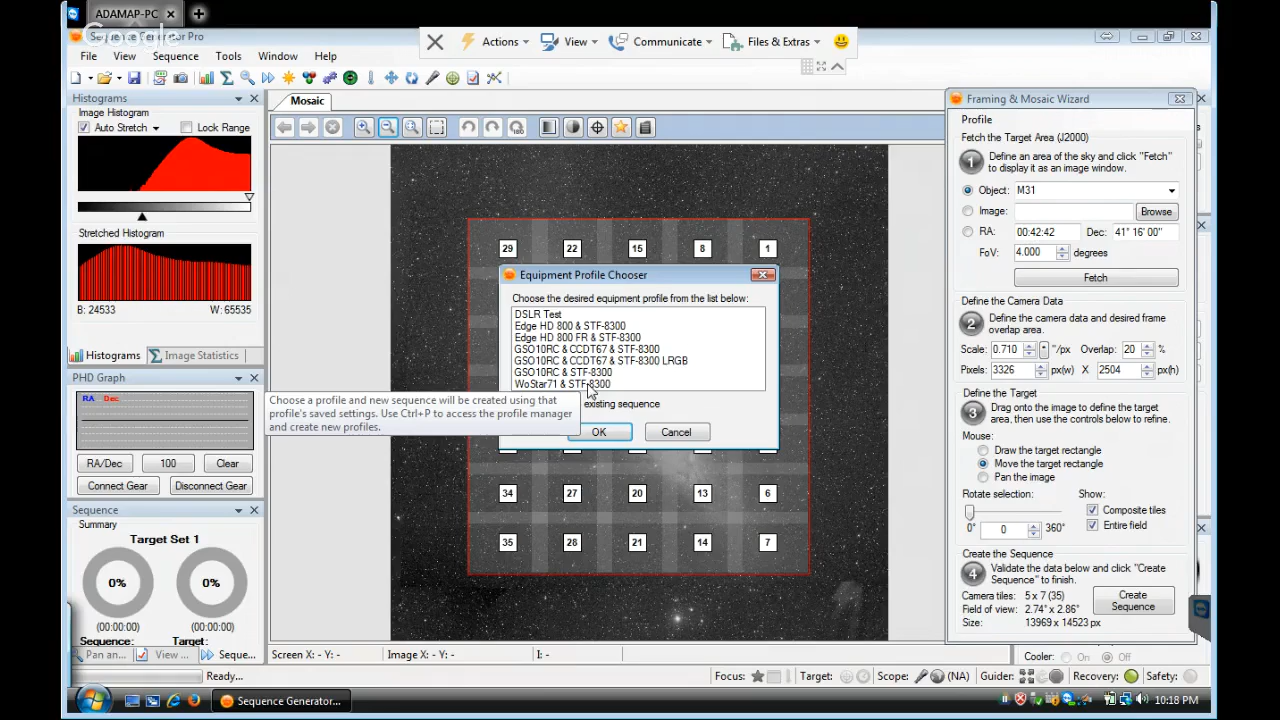 ADAMAP-PC
Google
Sequence Generator Pro
Actions
View
Communicate
Files & Extras
File View Sequence Tools Window Help
Histograms
Image Histogram
Auto Stretch
Lock Range
Stretched Histogram
B: 24533
W: 65535
Histograms
Image Statistics
PHD Graph
RA Dec
RA/Dec
100
Clear
Connect Gear
Disconnect Gear
Sequence
Summary
Target Set 1
0%
0%
(00:00:00)
(00:00:00)
Sequence:
Target:
Pan an...
View ...
Seque...
Mosaic
29 22 15 8 1
Equipment Profile Chooser
Choose the desired equipment profile from the list below:
DSLR Test
Edge HD 800 & STF-8300
Edge HD 800 FR & STF-8300
GSO10RC & CCDT67 & STF-8300
GSO10RC & CCDT67 & STF-8300 LRGB
GSO10RC & STF-8300
WoStar71 & STF-8300
existing sequence
OK
Cancel
Choose a profile and new sequence will be created using that
profile's saved settings. Use Ctrl+P to access the profile manager
and create new profiles.
34 27 20 13 6
35 28 21 14 7
Screen X: - Y: -
Image X: - Y: -
I: -
Framing & Mosaic Wizard
Profile
Fetch the Target Area (J2000)
1
Define an area of the sky and click "Fetch"
to display it as an image window.
Object: M31
Image:
Browse
RA: 00:42:42 Dec: 41° 16' 00"
FoV: 4.000 degrees
Fetch
Define the Camera Data
2
Define the camera data and desired frame
overlap area.
Scale: 0.710 "/px Overlap: 20 %
Pixels: 3326 px(w) X 2504 px(h)
Define the Target
3
Drag onto the image to define the target
area, then use the controls below to refine.
Mouse:
Draw the target rectangle
Move the target rectangle
Pan the image
Rotate selection:
Show:
Composite tiles
0° 0 360°
Entire field
Create the Sequence
4
Validate the data below and click "Create
Sequence" to finish.
Camera tiles: 5 x 7 (35)
Field of view: 2.74° x 2.86°
Size: 13969 x 14523 px
Create
Sequence
Cooler: On Off
Ready...
Focus:
Target:
Scope:
(NA)
Guider:
Recovery:
Safety:
Sequence Generator...
10:18 PM